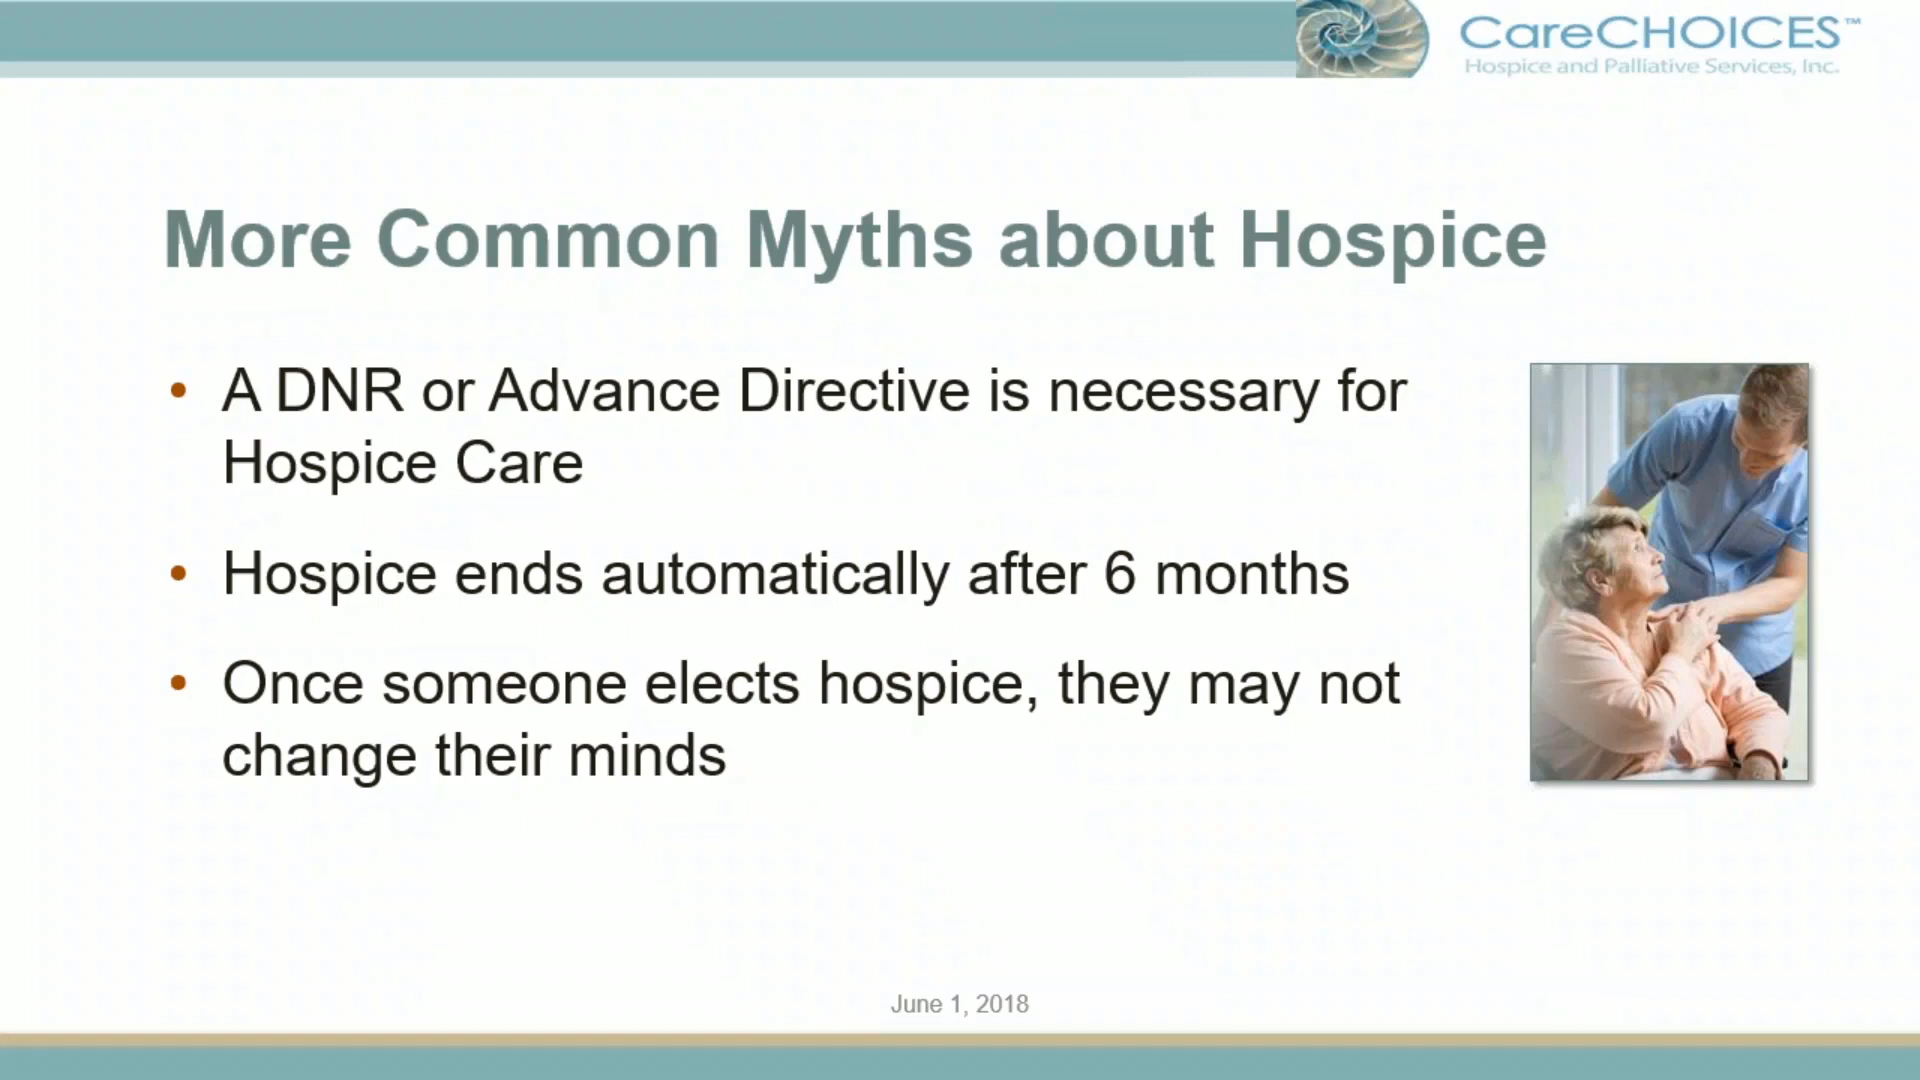 CareCHOICES™
Hospice and Palliative Services, Inc.
More Common Myths about Hospice
• A DNR or Advance Directive is necessary for
Hospice Care
• Hospice ends automatically after 6 months
• Once someone elects hospice, they may not
change their minds
June 1, 2018